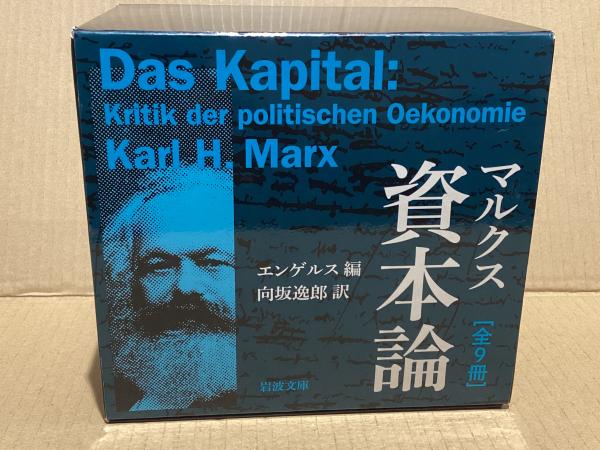 Das Kapital:
Kritik der politischen Oekonomie
Karl H. Marx
マルクス
資本論
[全9冊]
エンゲルス 編
向坂逸郎 訳
岩波文庫